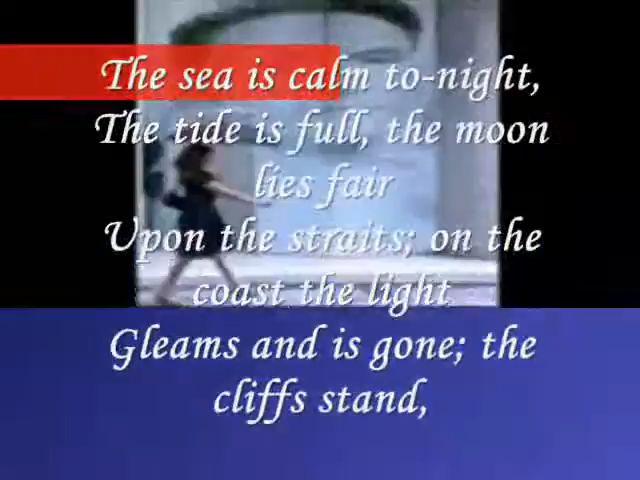 The sea is calm to-night,
The tide is full, the moon
lies fair
Upon the straits; on the
coast the light
Gleams and is gone; the
cliffs stand,